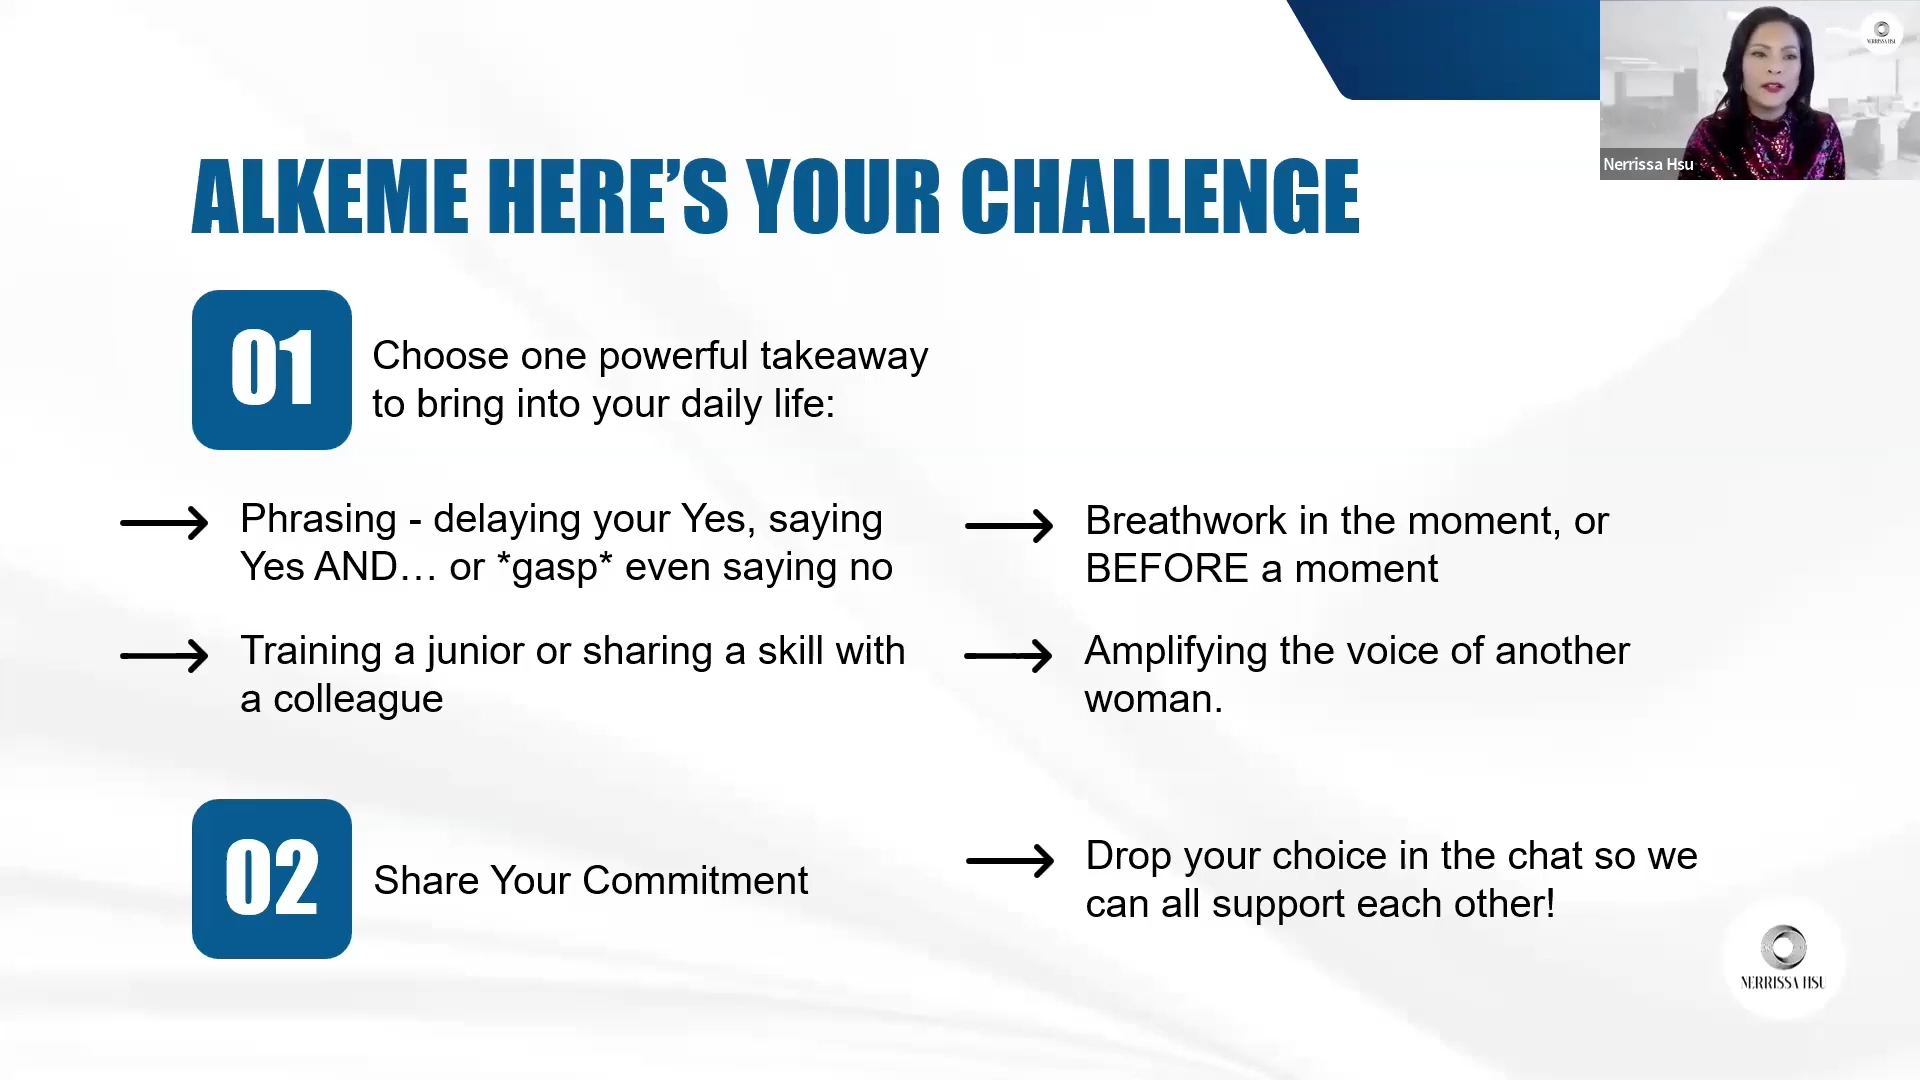 NERRISSA HSU
Nerrissa Hsu
ALKEME HERE’S YOUR CHALLENGE
01
Choose one powerful takeaway
to bring into your daily life:
Phrasing - delaying your Yes, saying
Yes AND… or *gasp* even saying no
Breathwork in the moment, or
BEFORE a moment
Training a junior or sharing a skill with
a colleague
Amplifying the voice of another
woman.
02
Share Your Commitment
Drop your choice in the chat so we
can all support each other!
NERRISSA HSU